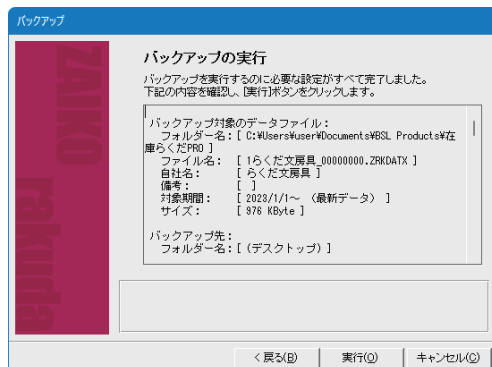 バックアップ
ZAIKO rakuda
バックアップの実行
バックアップを実行するのに必要な設定がすべて完了しました。
下記の内容を確認し、[実行]ボタンをクリックします。
バックアップ対象のデータファイル：
フォルダー名：[ C:¥Users¥user¥Documents¥BSL Products¥在
庫らくだPRO ]
ファイル名： [ 1らくだ文房具_00000000.ZRKDATX ]
自社名： [ らくだ文房具 ]
備考： [ ]
対象期間： [ 2023/1/1～ （最新データ） ]
サイズ： [ 976 KByte ]
バックアップ先：
フォルダー名：[ (デスクトップ) ]
< 戻る(B)
実行(O)
キャンセル(C)